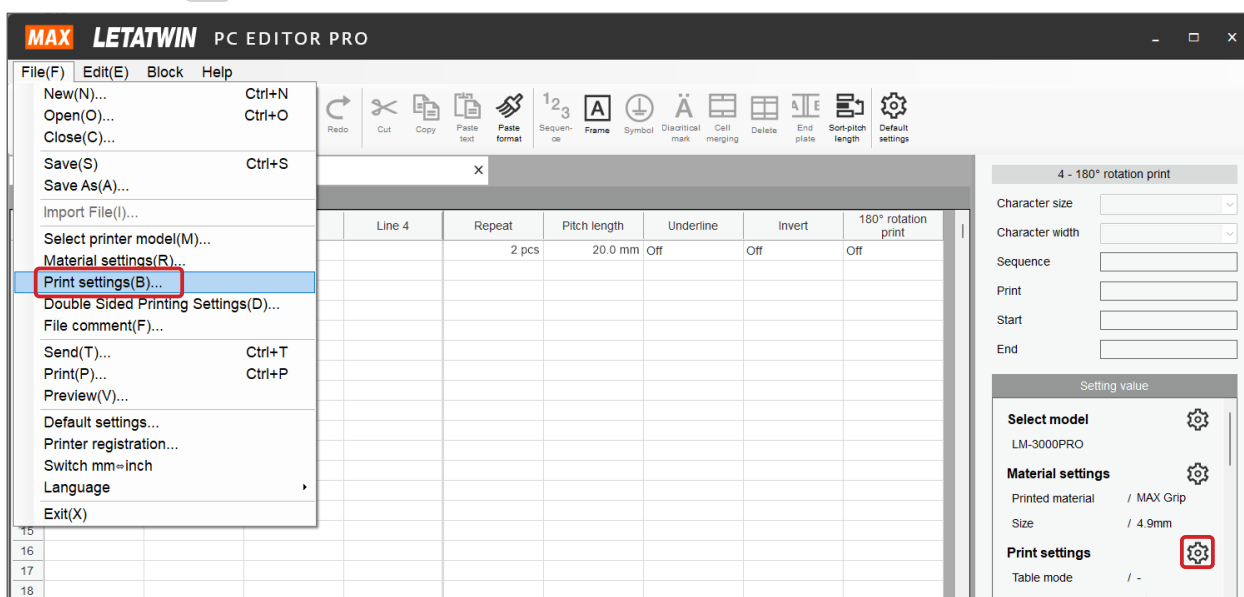 MAX LETATWIN PC EDITOR PRO
File(F) Edit(E) Block Help
New(N)... Ctrl+N
Open(O)... Ctrl+O
Close(C)...
Save(S) Ctrl+S
Save As(A)...
Import File(I)...
Select printer model(M)...
Material settings(R)...
Print settings(B)...
Double Sided Printing Settings(D)...
File comment(F)...
Send(T)... Ctrl+T
Print(P)... Ctrl+P
Preview(V)...
Default settings...
Printer registration...
Switch mm⇔inch
Language
Exit(X)
Redo
Cut
Copy
Paste
text
Paste
format
123
Sequen-
ce
A
Frame
Symbol
Ä
Diacritical
mark
Cell
merging
Delete
A E
End
plate
Sort-pitch
length
Default
settings
Line 4 Repeat Pitch length Underline Invert 180° rotation
print
2 pcs 20.0 mm Off Off Off
15
16
17
18
4 - 180° rotation print
Character size
Character width
Sequence
Print
Start
End
Setting value
Select model
LM-3000PRO
Material settings
Printed material / MAX Grip
Size / 4.9mm
Print settings
Table mode / -